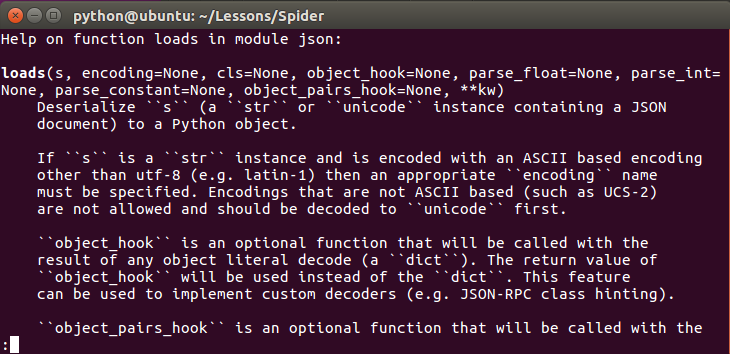 python@ubuntu: ~/Lessons/Spider
Help on function loads in module json:
loads(s, encoding=None, cls=None, object_hook=None, parse_float=None, parse_int=
None, parse_constant=None, object_pairs_hook=None, **kw)
    Deserialize ``s`` (a ``str`` or ``unicode`` instance containing a JSON
    document) to a Python object.

    If ``s`` is a ``str`` instance and is encoded with an ASCII based encoding
    other than utf-8 (e.g. latin-1) then an appropriate ``encoding`` name
    must be specified. Encodings that are not ASCII based (such as UCS-2)
    are not allowed and should be decoded to ``unicode`` first.

    ``object_hook`` is an optional function that will be called with the
    result of any object literal decode (a ``dict``). The return value of
    ``object_hook`` will be used instead of the ``dict``. This feature
    can be used to implement custom decoders (e.g. JSON-RPC class hinting).

    ``object_pairs_hook`` is an optional function that will be called with the
: